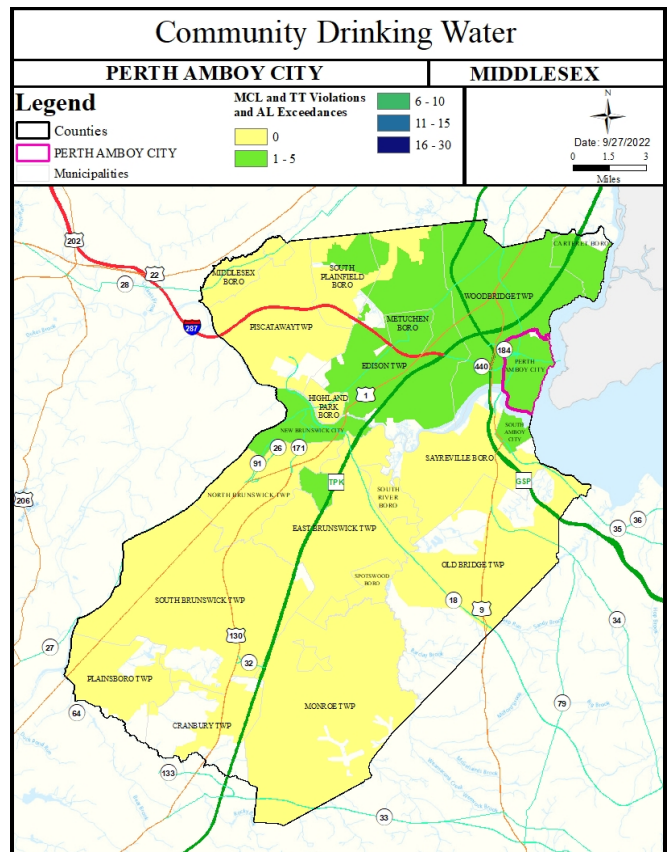 Community Drinking Water
PERTH AMBOY CITY
MIDDLESEX
Legend
Counties
PERTH AMBOY CITY
Municipalities
MCL and TT Violations
and AL Exceedances
0
1 - 5
6 - 10
11 - 15
16 - 30
N
Date: 9/27/2022
0 1.5 3
Miles
202
22
28
287
CARTERET BORO
MIDDLESEX
BORO
SOUTH
PLAINFIELD
BORO
WOODBRIDGE TWP
METUCHEN
BORO
PISCATAWAY TWP
184
440
PERTH
AMBOY CITY
EDISON TWP
1
HIGHLAND
PARK
BORO
NEW BRUNSWICK CITY
SOUTH
AMBOY
CITY
26
171
91
SAYREVILLE BORO
206
TPK
GSP
NORTH BRUNSWICK TWP
SOUTH
RIVER
BORO
36
35
EAST BRUNSWICK TWP
OLD BRIDGE TWP
SPOTSWOOD
BORO
18
9
SOUTH BRUNSWICK TWP
34
130
27
32
PLAINSBORO TWP
MONROE TWP
79
64
CRANBURY TWP
133
33